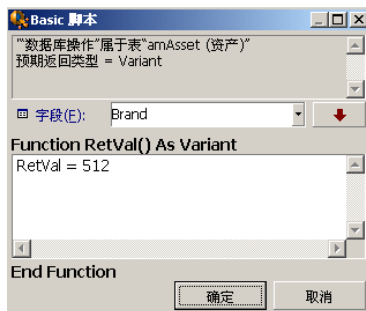 Basic 脚本
"“数据库操作”属于表“amAsset (资产)”
预期返回类型 = Variant
字段(F):
Brand
Function RetVal() As Variant
RetVal = 512
End Function
确定
取消